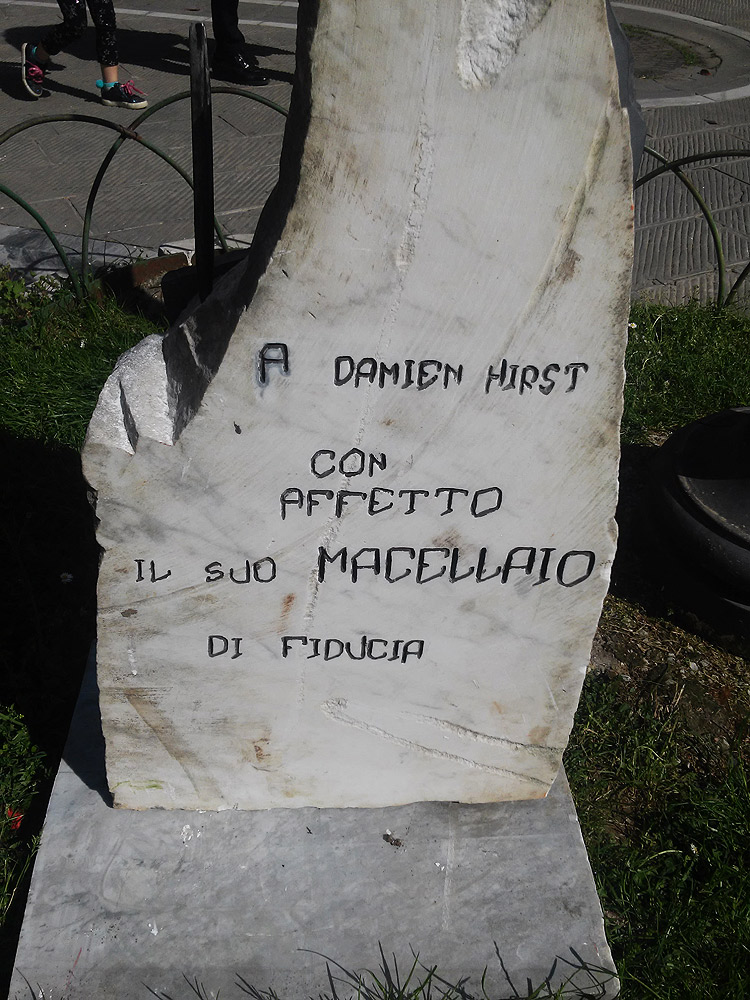 A DAMIEN HIRST
CON
AFFETTO
IL SUO MACELLAIO
DI FIDUCIA